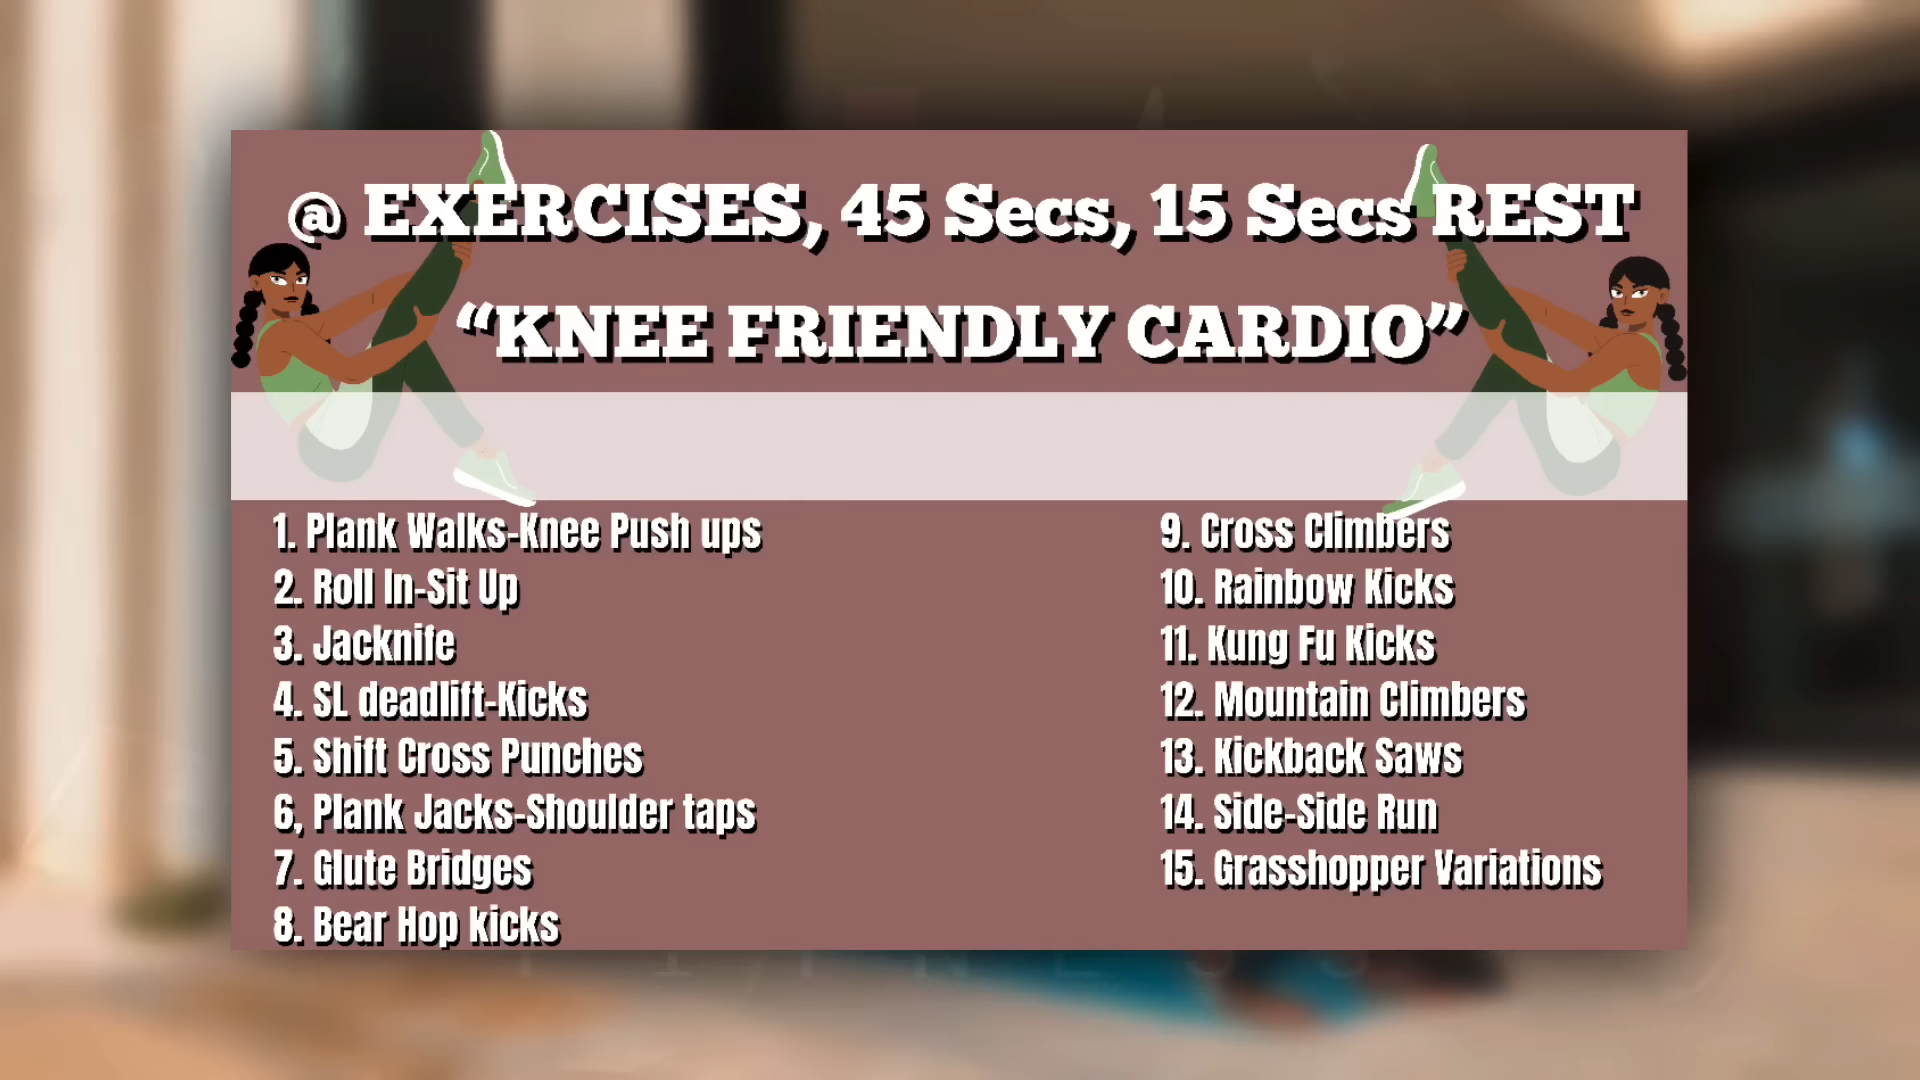 @ EXERCISES, 45 Secs, 15 Secs REST
“KNEE FRIENDLY CARDIO”
1. Plank Walks-Knee Push ups
2. Roll In-Sit Up
3. Jacknife
4. SL deadlift-Kicks
5. Shift Cross Punches
6, Plank Jacks-Shoulder taps
7. Glute Bridges
8. Bear Hop kicks
9. Cross Climbers
10. Rainbow Kicks
11. Kung Fu Kicks
12. Mountain Climbers
13. Kickback Saws
14. Side-Side Run
15. Grasshopper Variations